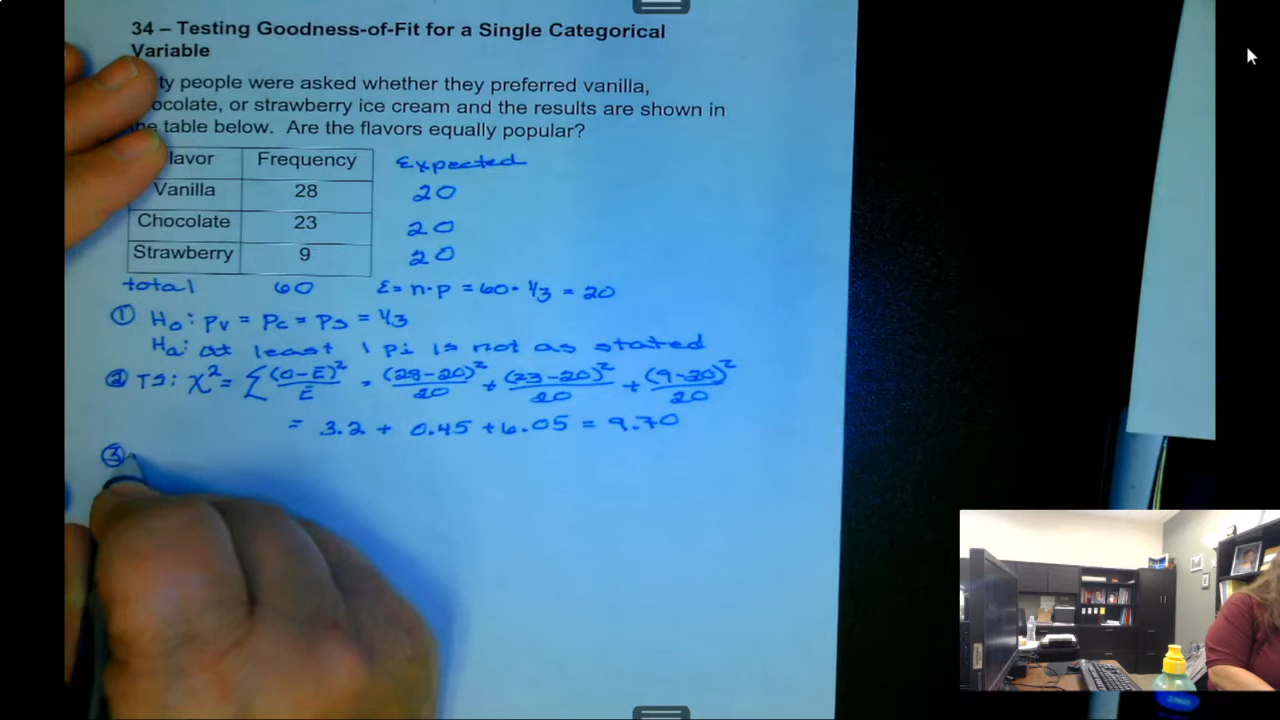 34 – Testing Goodness-of-Fit for a Single Categorical
Variable
ty people were asked whether they preferred vanilla,
ocolate, or strawberry ice cream and the results are shown in
he table below. Are the flavors equally popular?
lavor Frequency Expected
Vanilla 28 20
Chocolate 23 20
Strawberry 9 20
total 60 E = n·p = 60 · 1/3 = 20
① H₀: pv = pc = ps = 1/3
Ha: at least 1 pi is not as stated
② TS: χ² = Σ (O-E)²/E = (28-20)²/20 + (23-20)²/20 + (9-20)²/20
= 3.2 + 0.45 + 6.05 = 9.70
③